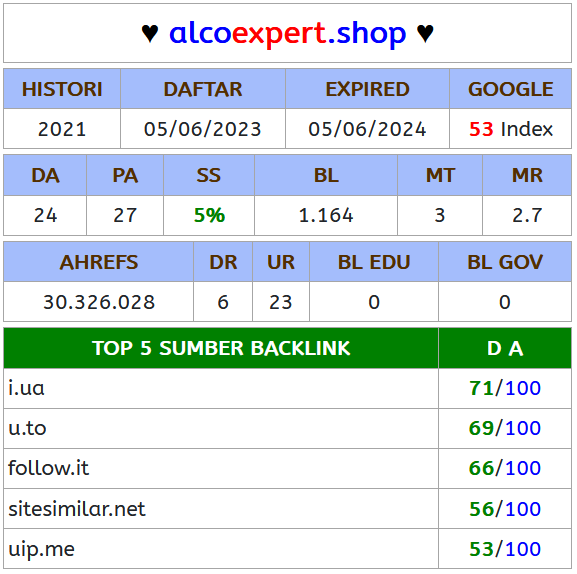 ♥ alcoexpert.shop ♥
HISTORI DAFTAR EXPIRED GOOGLE
2021 05/06/2023 05/06/2024 53 Index
DA PA SS BL MT MR
24 27 5% 1.164 3 2.7
AHREFS DR UR BL EDU BL GOV
30.326.028 6 23 0 0
TOP 5 SUMBER BACKLINK D A
i.ua 71/100
u.to 69/100
follow.it 66/100
sitesimilar.net 56/100
uip.me 53/100